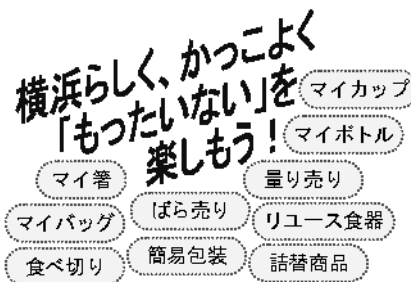 横浜らしく、かっこよく
「もったいない」を
楽しもう！
マイカップ
マイボトル
マイ箸
量り売り
マイバッグ
ばら売り
リユース食器
食べ切り
簡易包装
詰替商品